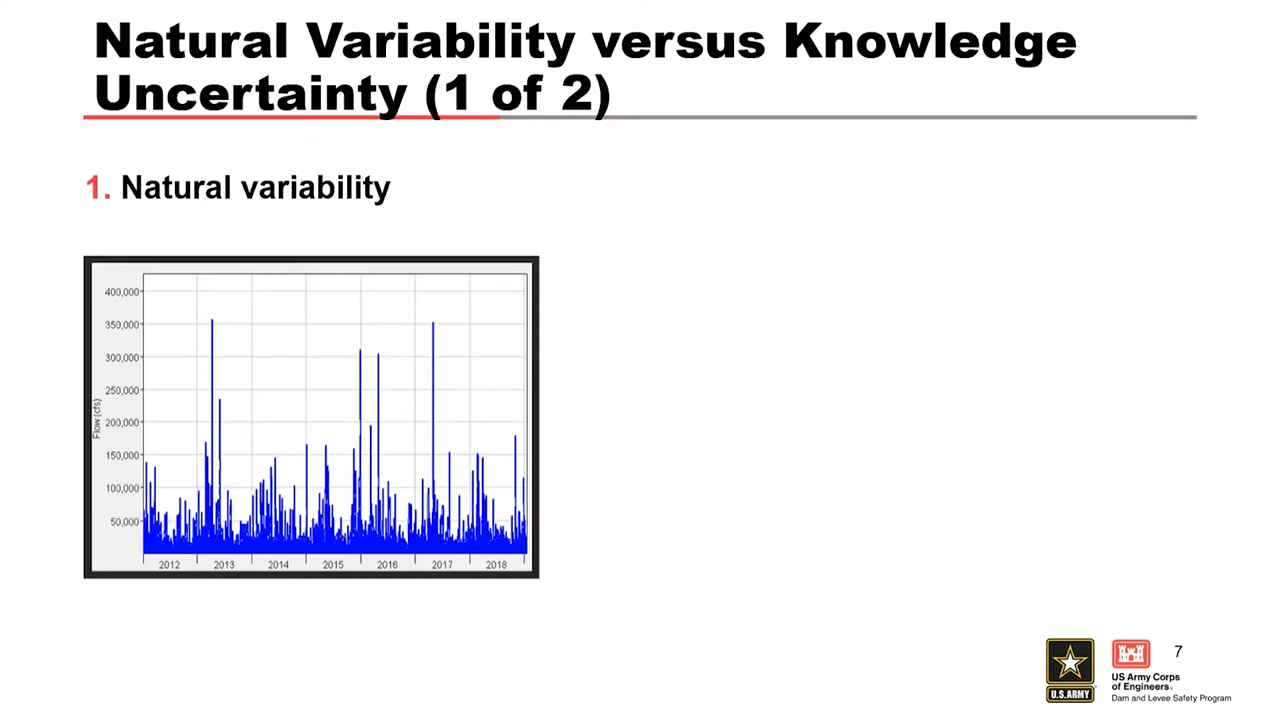 Natural Variability versus Knowledge
Uncertainty (1 of 2)
1. Natural variability
400,000
350,000
300,000
250,000
200,000
150,000
100,000
50,000
Flow (cfs)
2012 2013 2014 2015 2016 2017 2018
U.S.ARMY
US Army Corps
of Engineers®
Dam and Levee Safety Program
7